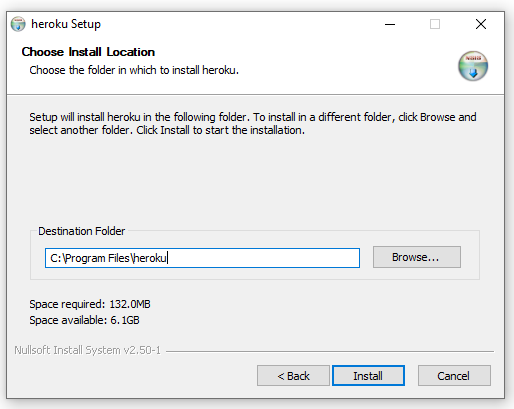 heroku Setup
Choose Install Location
Choose the folder in which to install heroku.
Setup will install heroku in the following folder. To install in a different folder, click Browse and
select another folder. Click Install to start the installation.
Destination Folder
C:\Program Files\heroku
Browse...
Space required: 132.0MB
Space available: 6.1GB
Nullsoft Install System v2.50-1
< Back
Install
Cancel